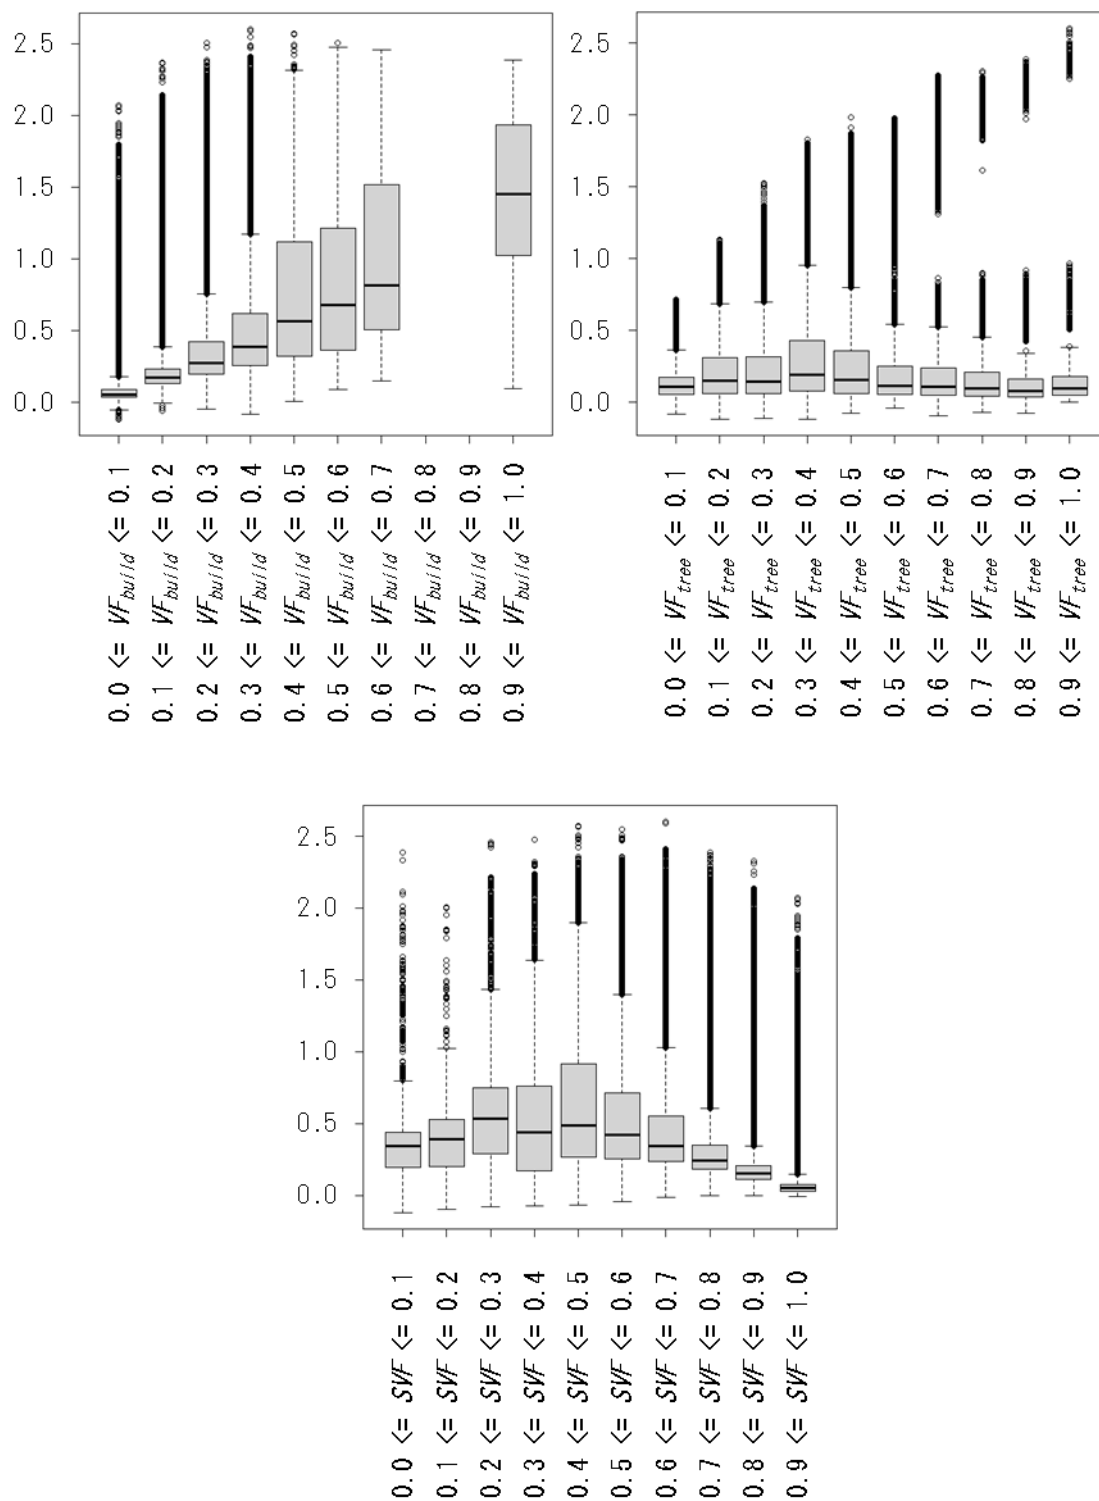 2.5
2.0
1.5
1.0
0.5
0.0
0.0 <= VFbuild <= 0.1
0.1 <= VFbuild <= 0.2
0.2 <= VFbuild <= 0.3
0.3 <= VFbuild <= 0.4
0.4 <= VFbuild <= 0.5
0.5 <= VFbuild <= 0.6
0.6 <= VFbuild <= 0.7
0.7 <= VFbuild <= 0.8
0.8 <= VFbuild <= 0.9
0.9 <= VFbuild <= 1.0
2.5
2.0
1.5
1.0
0.5
0.0
0.0 <= VFtree <= 0.1
0.1 <= VFtree <= 0.2
0.2 <= VFtree <= 0.3
0.3 <= VFtree <= 0.4
0.4 <= VFtree <= 0.5
0.5 <= VFtree <= 0.6
0.6 <= VFtree <= 0.7
0.7 <= VFtree <= 0.8
0.8 <= VFtree <= 0.9
0.9 <= VFtree <= 1.0
2.5
2.0
1.5
1.0
0.5
0.0
0.0 <= SVF <= 0.1
0.1 <= SVF <= 0.2
0.2 <= SVF <= 0.3
0.3 <= SVF <= 0.4
0.4 <= SVF <= 0.5
0.5 <= SVF <= 0.6
0.6 <= SVF <= 0.7
0.7 <= SVF <= 0.8
0.8 <= SVF <= 0.9
0.9 <= SVF <= 1.0